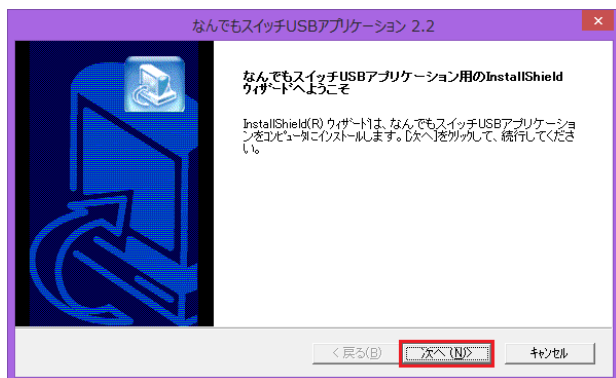 なんでもスイッチUSBアプリケーション 2.2
なんでもスイッチUSBアプリケーション用のInstallShield
ウィザードへようこそ
InstallShield(R) ウィザードは、なんでもスイッチUSBアプリケーショ
ンをコンピュータにインストールします。[次へ]をクリックして、続行してくださ
い。
< 戻る(B)
次へ (N)>
キャンセル